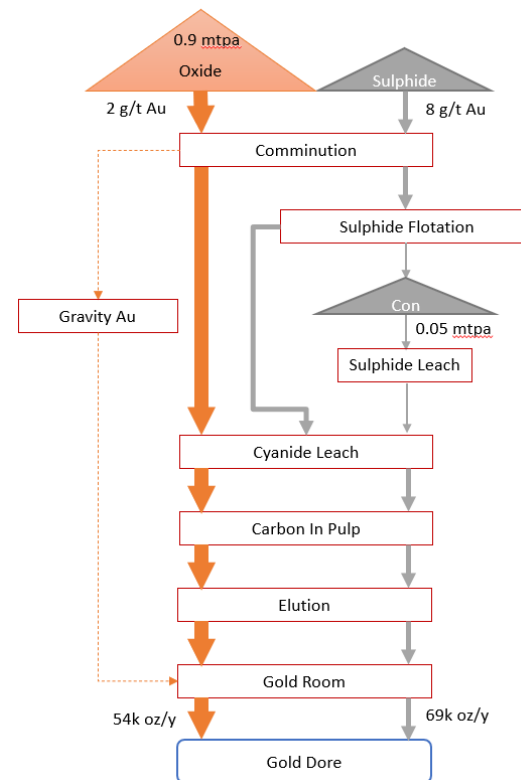 0.9 mtpa
Oxide
Sulphide
2 g/t Au
8 g/t Au
Comminution
Sulphide Flotation
Con
0.05 mtpa
Gravity Au
Sulphide Leach
Cyanide Leach
Carbon In Pulp
Elution
Gold Room
54k oz/y
69k oz/y
Gold Dore